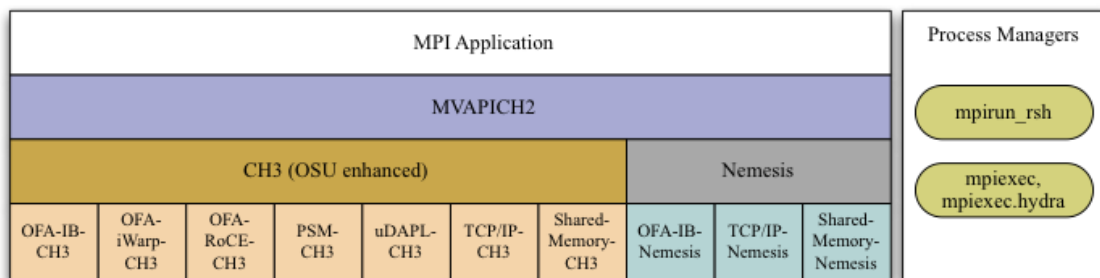 MPI Application
MVAPICH2
CH3 (OSU enhanced)
Nemesis
OFA-IB-
CH3
OFA-
iWarp-
CH3
OFA-
RoCE-
CH3
PSM-
CH3
uDAPL-
CH3
TCP/IP-
CH3
Shared-
Memory-
CH3
OFA-IB-
Nemesis
TCP/IP-
Nemesis
Shared-
Memory-
Nemesis
Process Managers
mpirun_rsh
mpiexec,
mpiexec.hydra